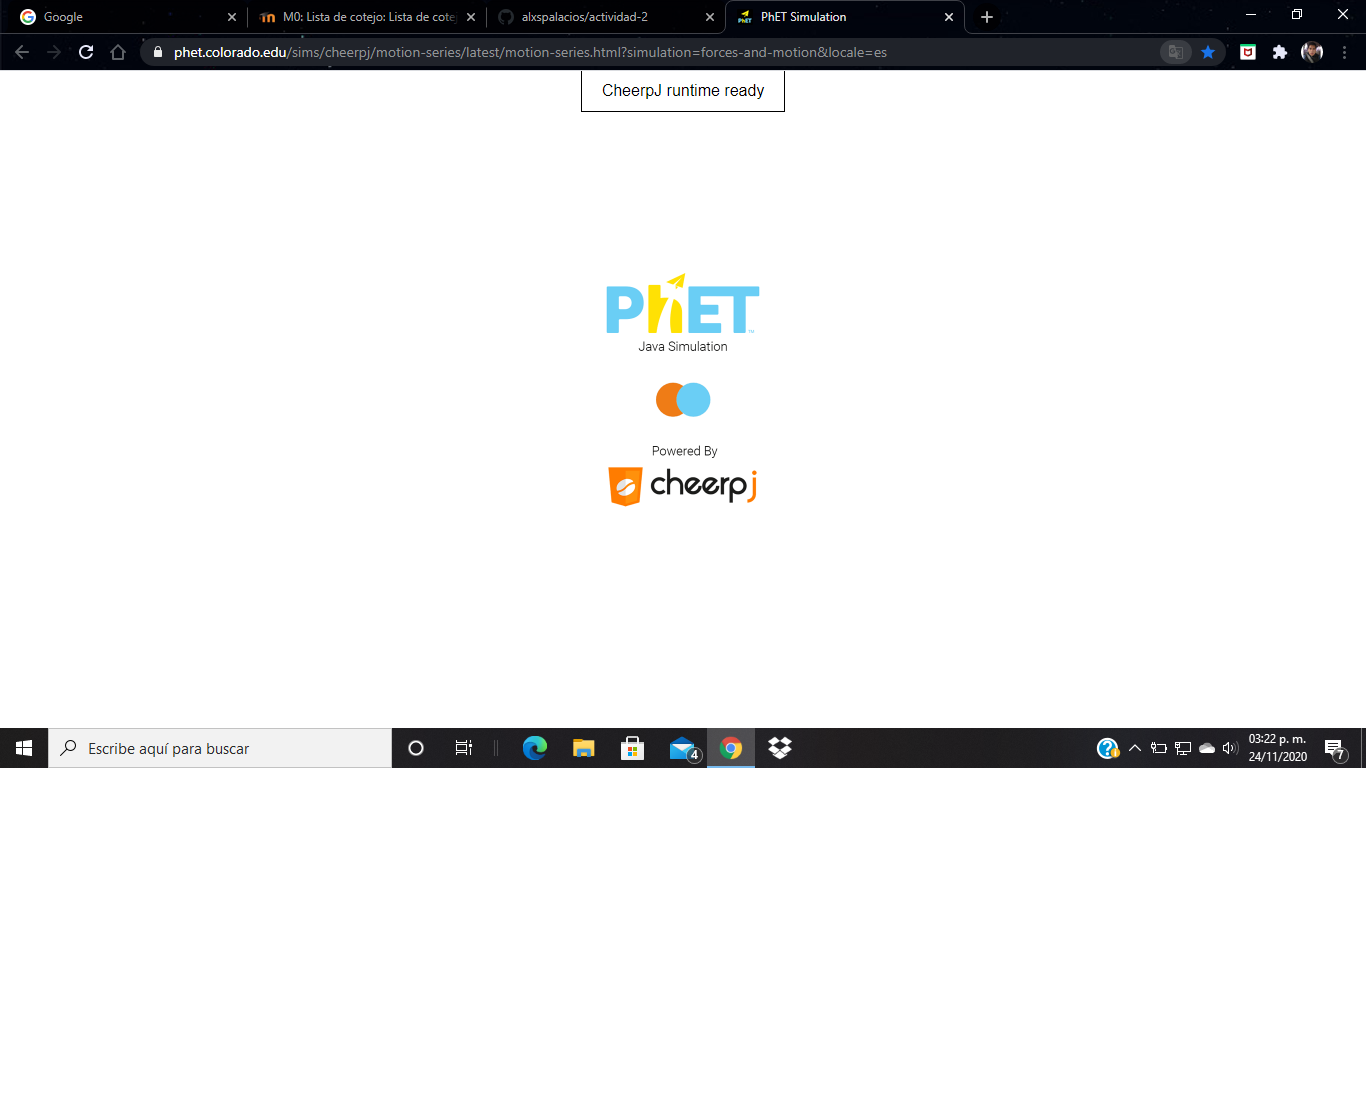 Google
M0: Lista de cotejo: Lista de cote
alxspalacios/actividad-2
PhET Simulation
phet.colorado.edu/sims/cheerpj/motion-series/latest/motion-series.html?simulation=forces-and-motion&locale=es
CheerpJ runtime ready
PhET
TM
Java Simulation
Powered By
cheerpj
Escribe aquí para buscar
4
03:22 p. m.
24/11/2020
7